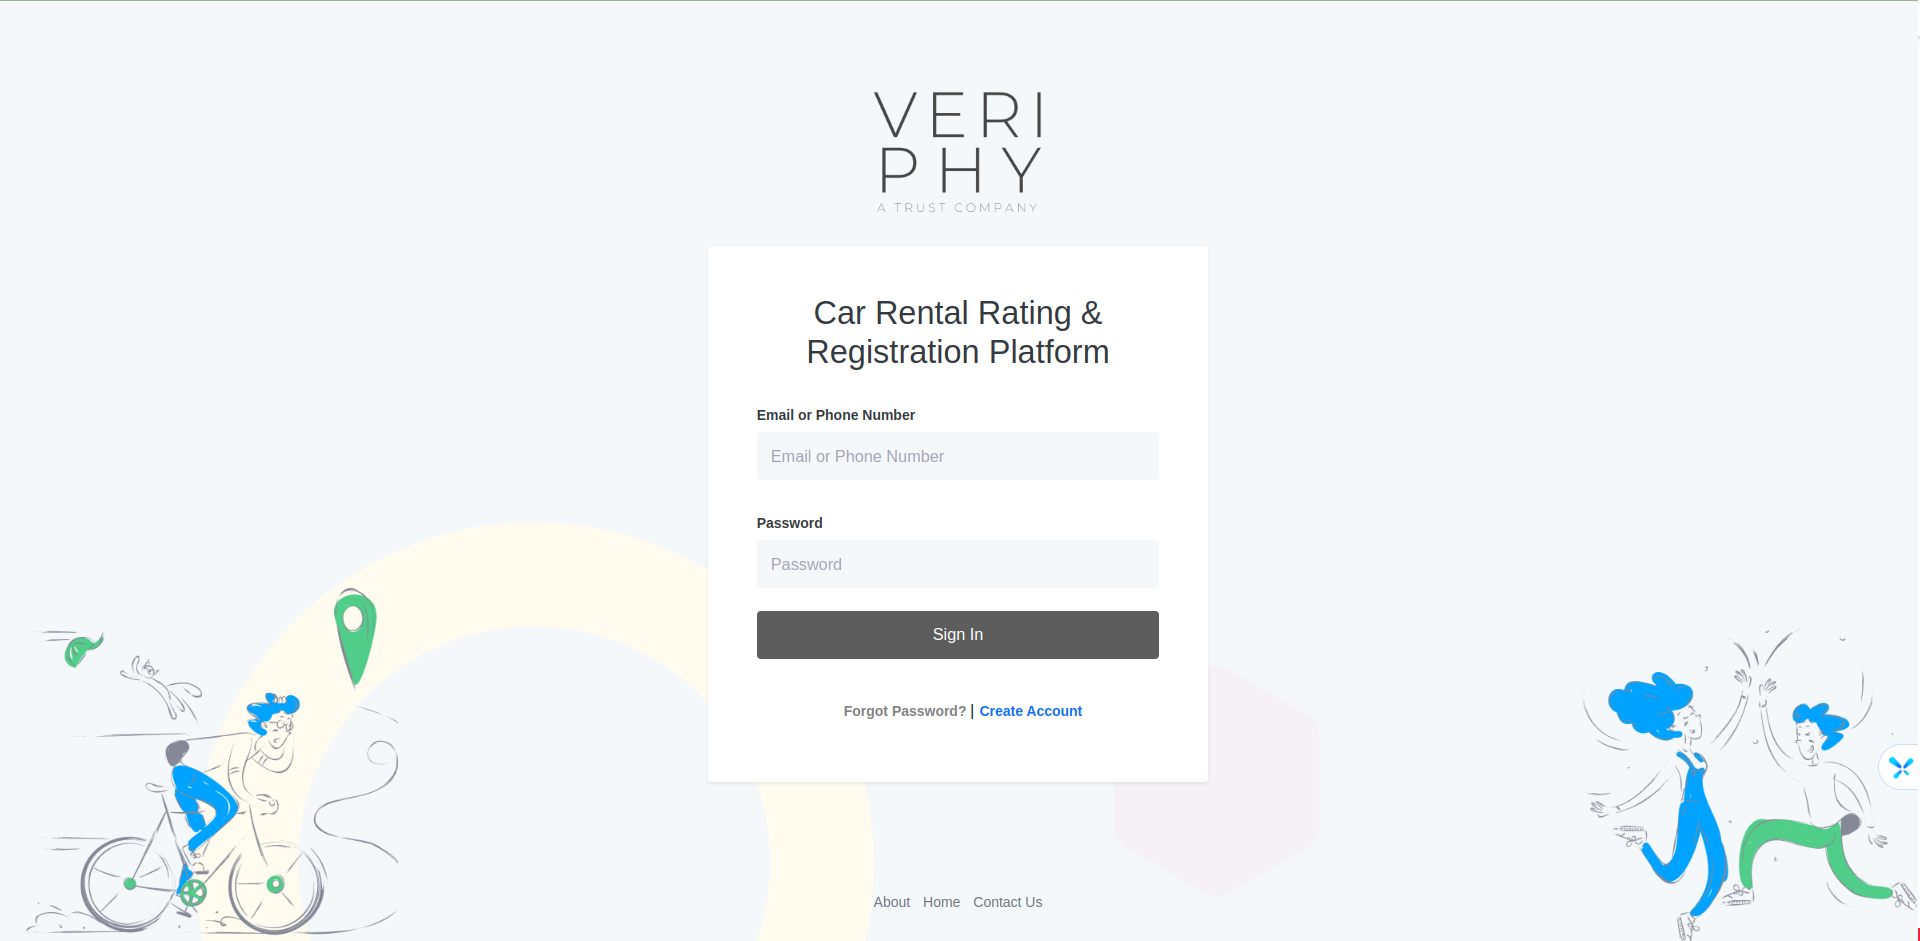 VERI
PHY
A TRUST COMPANY
Car Rental Rating &
Registration Platform
Email or Phone Number
Email or Phone Number
Password
Password
Sign In
Forgot Password? | Create Account
About Home Contact Us